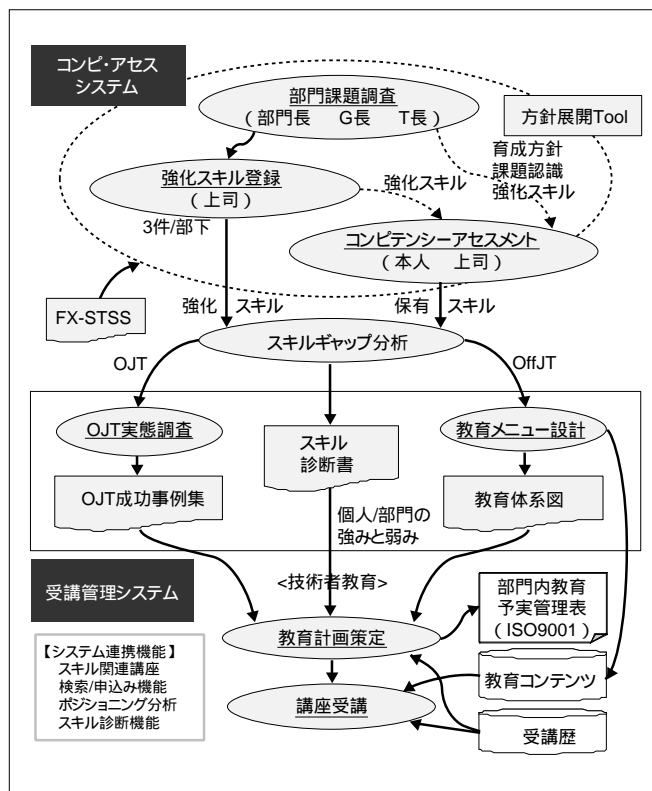 コンピ・アセス
システム
部門課題調査
(部門長 G長 T長)
方針展開Tool
育成方針
課題認識
強化スキル
強化スキル登録
(上司)
強化スキル
3件/部下
コンピテンシーアセスメント
(本人 上司)
FX-STSS
強化 スキル
保有 スキル
スキルギャップ分析
OJT
OffJT
OJT実態調査
スキル
診断書
教育メニュー設計
OJT成功事例集
教育体系図
個人/部門の
強みと弱み
受講管理システム
<技術者教育>
部門内教育
予実管理表
(ISO9001)
教育計画策定
【システム連携機能】
スキル関連講座
検索/申込み機能
ポジショニング分析
スキル診断機能
教育コンテンツ
講座受講
受講歴